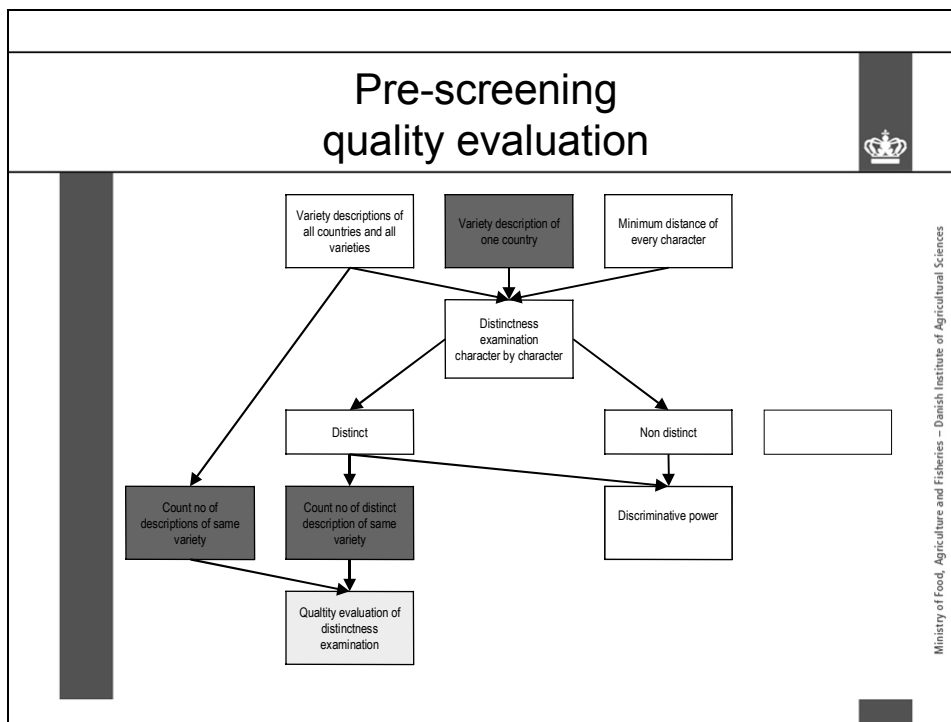 Pre-screening
quality evaluation
Variety descriptions of
all countries and all
varieties
Variety description of
one country
Minimum distance of
every character
Distinctness
examination
character by character
Distinct
Non distinct
Count no of
descriptions of same
variety
Count no of distinct
description of same
variety
Discriminative power
Qualtity evaluation of
distinctness
examination
Ministry of Food, Agriculture and Fisheries – Danish Institute of Agricultural Sciences